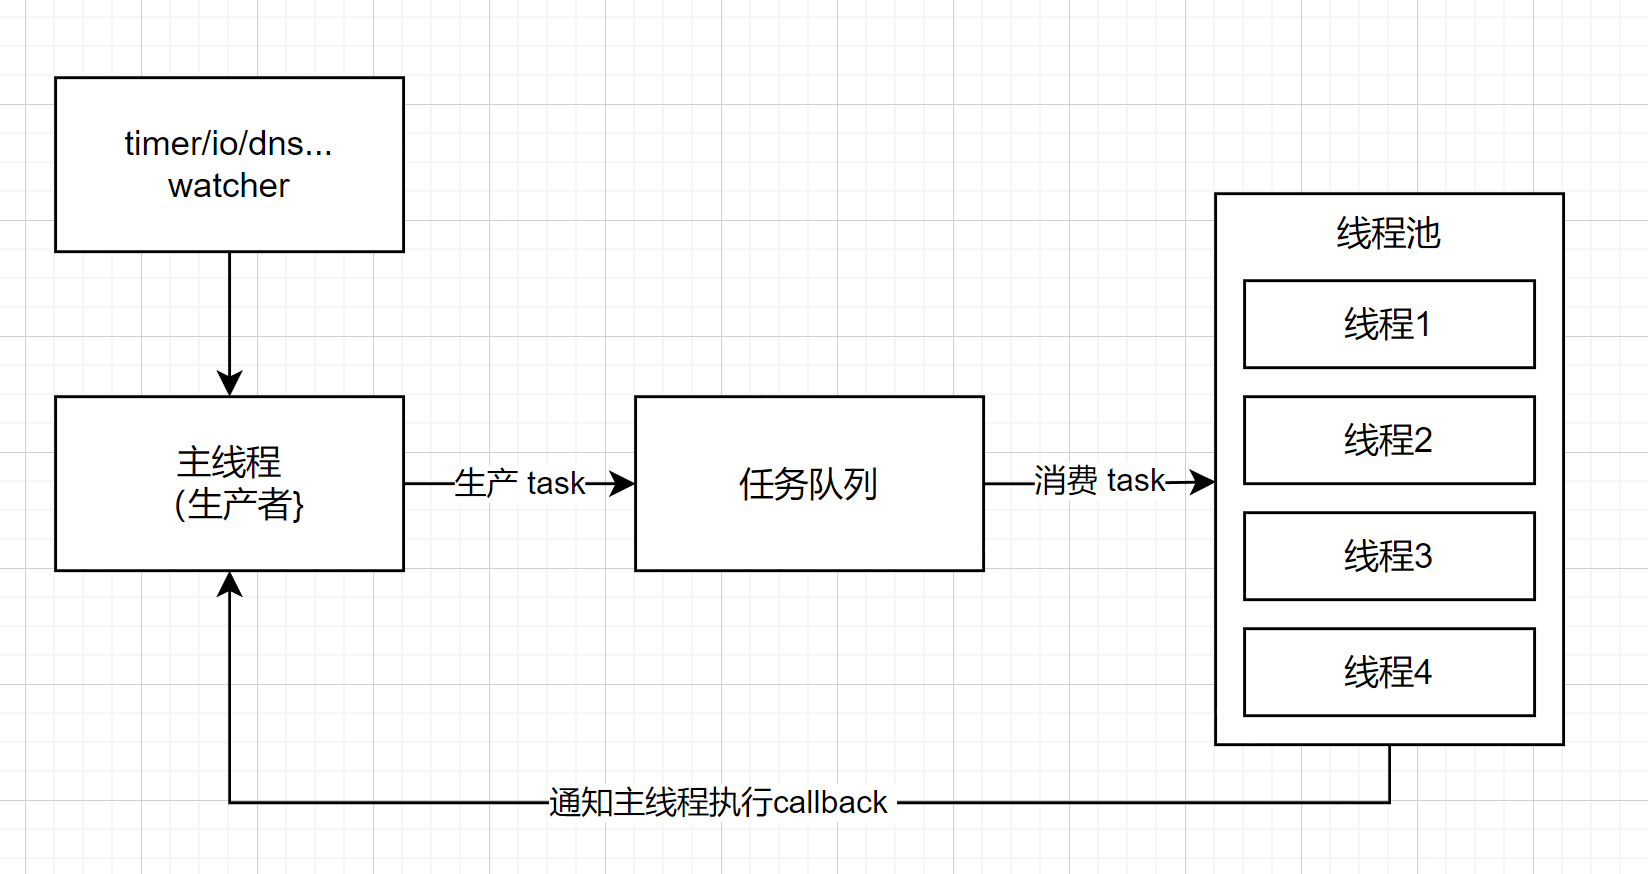 timer/io/dns...
watcher
线程池
线程1
主线程
(生产者}
生产 task
任务队列
消费 task
线程2
线程3
线程4
通知主线程执行callback